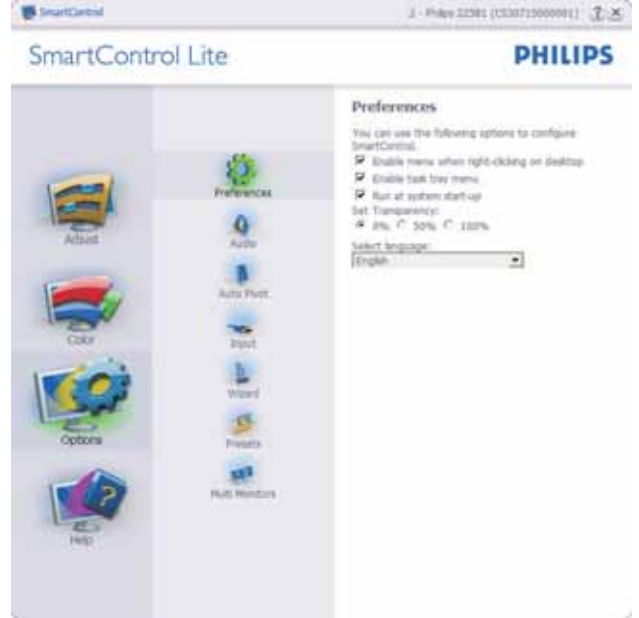 SmartControl
SmartControl Lite
PHILIPS
Adjust
Color
Options
Help
Preferences
Audio
Auto Pivot
Input
Wizard
Presets
Multi Monitors
Preferences
You can use the following options to configure
SmartControl.
Enable menu when right-clicking on desktop
Enable task tray menu
Run at system start-up
Set Transparency:
0% 50% 100%
Select language:
English